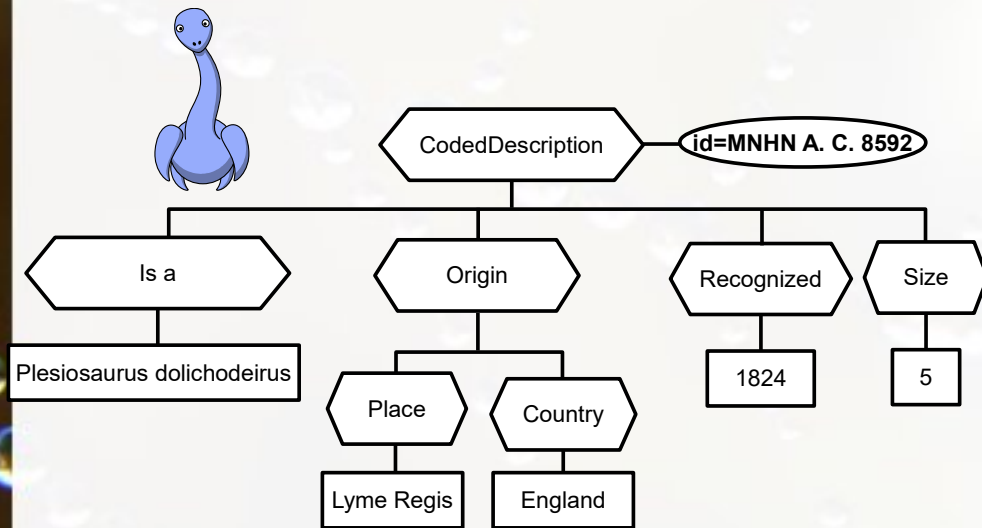 CodedDescription
id=MNHN A. C. 8592
Is a
Origin
Recognized
Size
Plesiosaurus dolichodeirus
1824
5
Place
Country
Lyme Regis
England